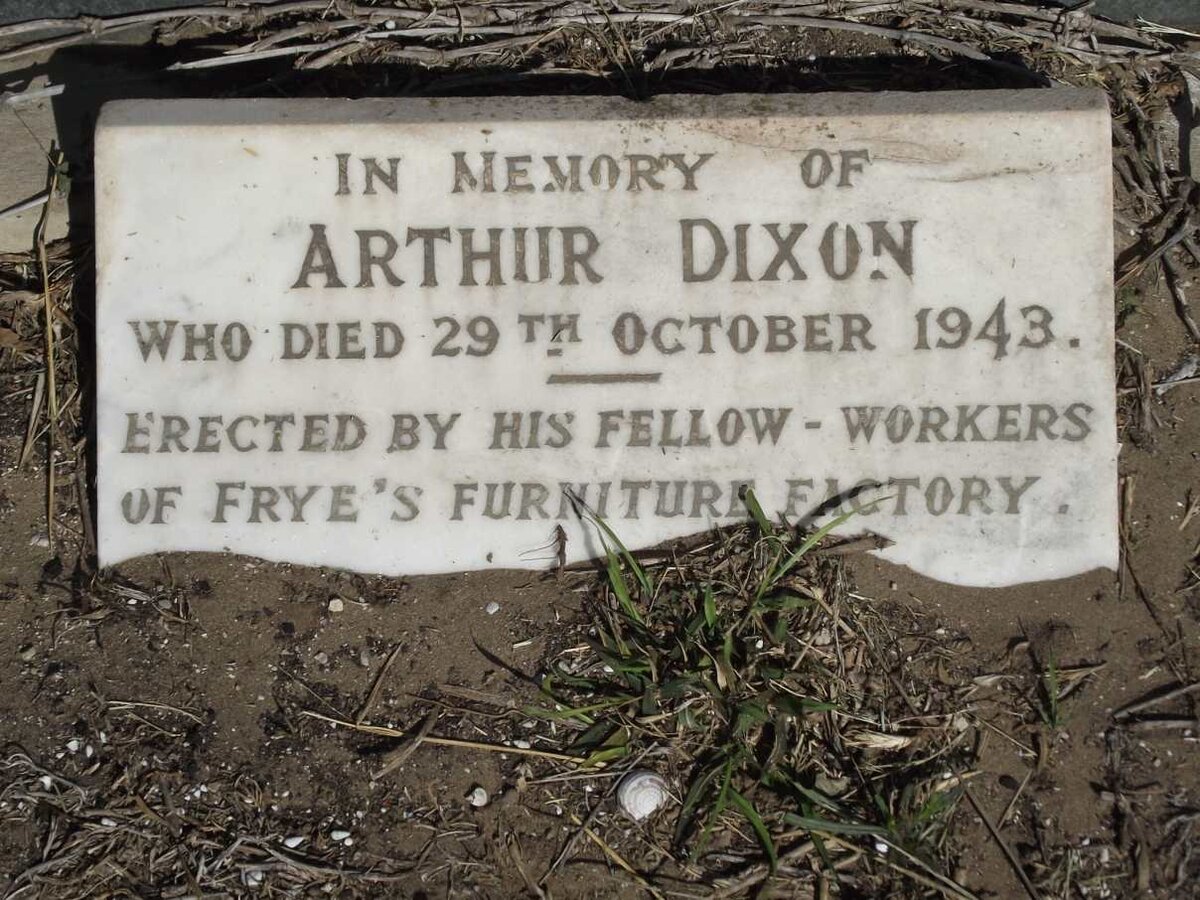 IN MEMORY OF
ARTHUR DIXON
WHO DIED 29TH OCTOBER 1943.
ERECTED BY HIS FELLOW-WORKERS
OF FRYE'S FURNITURE FACTORY.